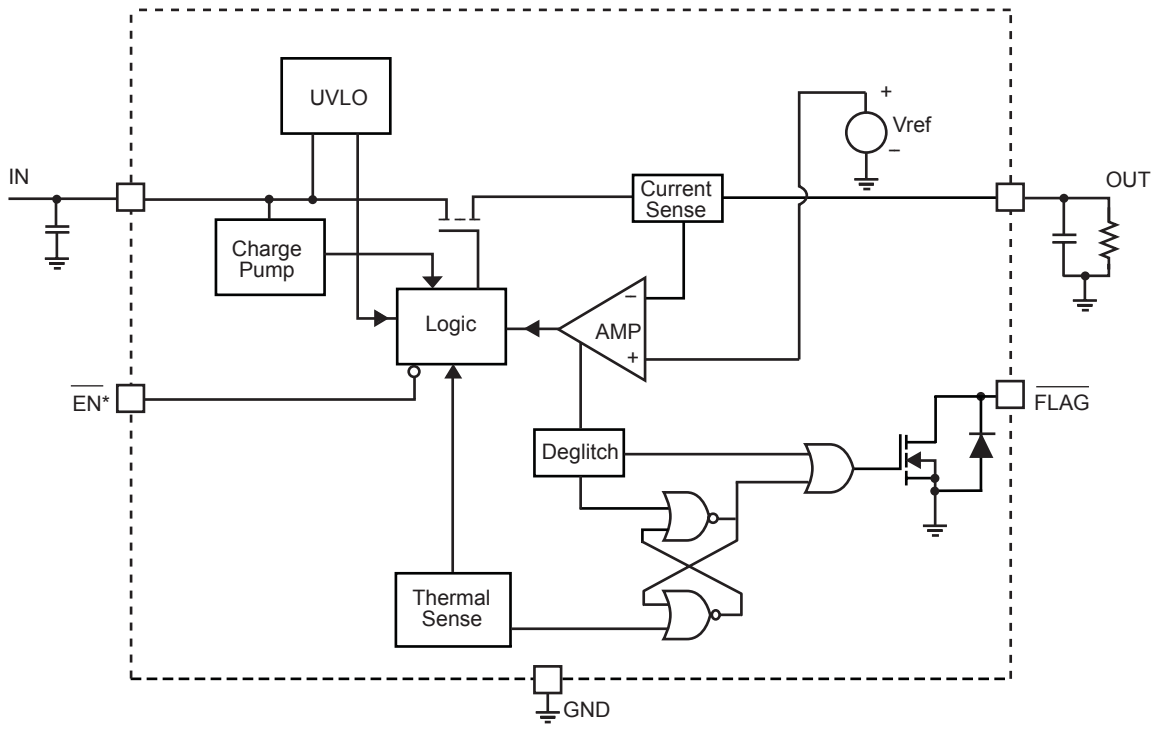 UVLO
+
Vref
–
IN
OUT
Current
Sense
Charge
Pump
–
Logic
AMP
+
EN*
FLAG
Deglitch
Thermal
Sense
GND